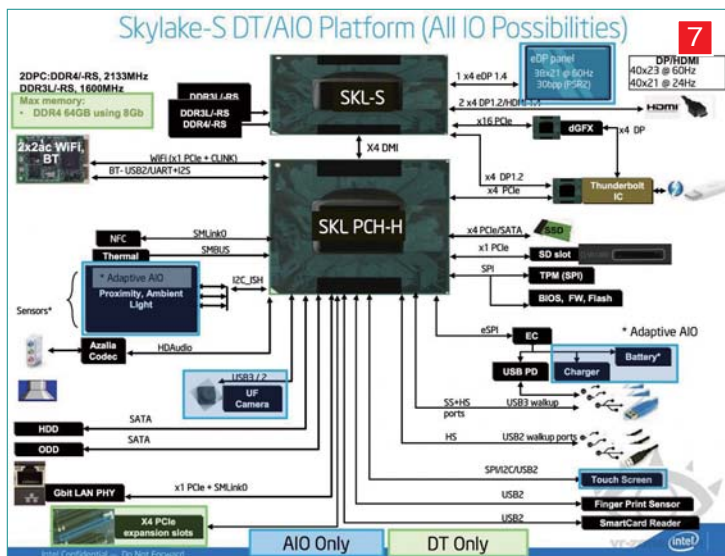 Skylake-S DT/AIO Platform (All IO Possibilities)
7
2DPC:DDR4/-RS, 2133MHz
DDR3L/-RS, 1600MHz
Max memory:
• DDR4 64GB using 8Gb
DDR3L/-RS
DDR3L/-RS
DDR4/-RS
SKL-S
1 x4 eDP 1.4
eDP panel
38x21 @ 60Hz
30bpp (PSR2)
DP/HDMI
40x23 @ 60Hz
40x21 @ 24Hz
2 x4 DP1.2/HDMI 1.4
HDMI
x16 PCIe
dGFX
x4 DP
2x2ac WiFi,
BT
WiFi (x1 PCIe + CLINK)
BT- USB2/UART+I2S
X4 DMI
x4 DP1.2
x4 PCIe
Thunderbolt
IC
SKL PCH-H
NFC
SMLink0
Thermal
SMBUS
x4 PCIe/SATA
SSD
x1 PCIe
SD slot
SPI
TPM (SPI)
BIOS, FW, Flash
* Adaptive AIO
Proximity, Ambient
Light
Sensors*
I2C_ISH
eSPI
EC
* Adaptive AIO
Battery*
Charger
USB PD
Azalia
Codec
HDAudio
USB3 / 2
UF
Camera
SS+HS
ports
USB3 walkup
HDD
SATA
ODD
SATA
HS
USB2 walkup ports
SPI/I2C/USB2
Touch Screen
Gbit LAN PHY
x1 PCIe + SMLink0
USB2
Finger Print Sensor
X4 PCIe
expansion slots
USB2
SmartCard Reader
AIO Only
DT Only
Intel Confidential — Do Not Forward
intel